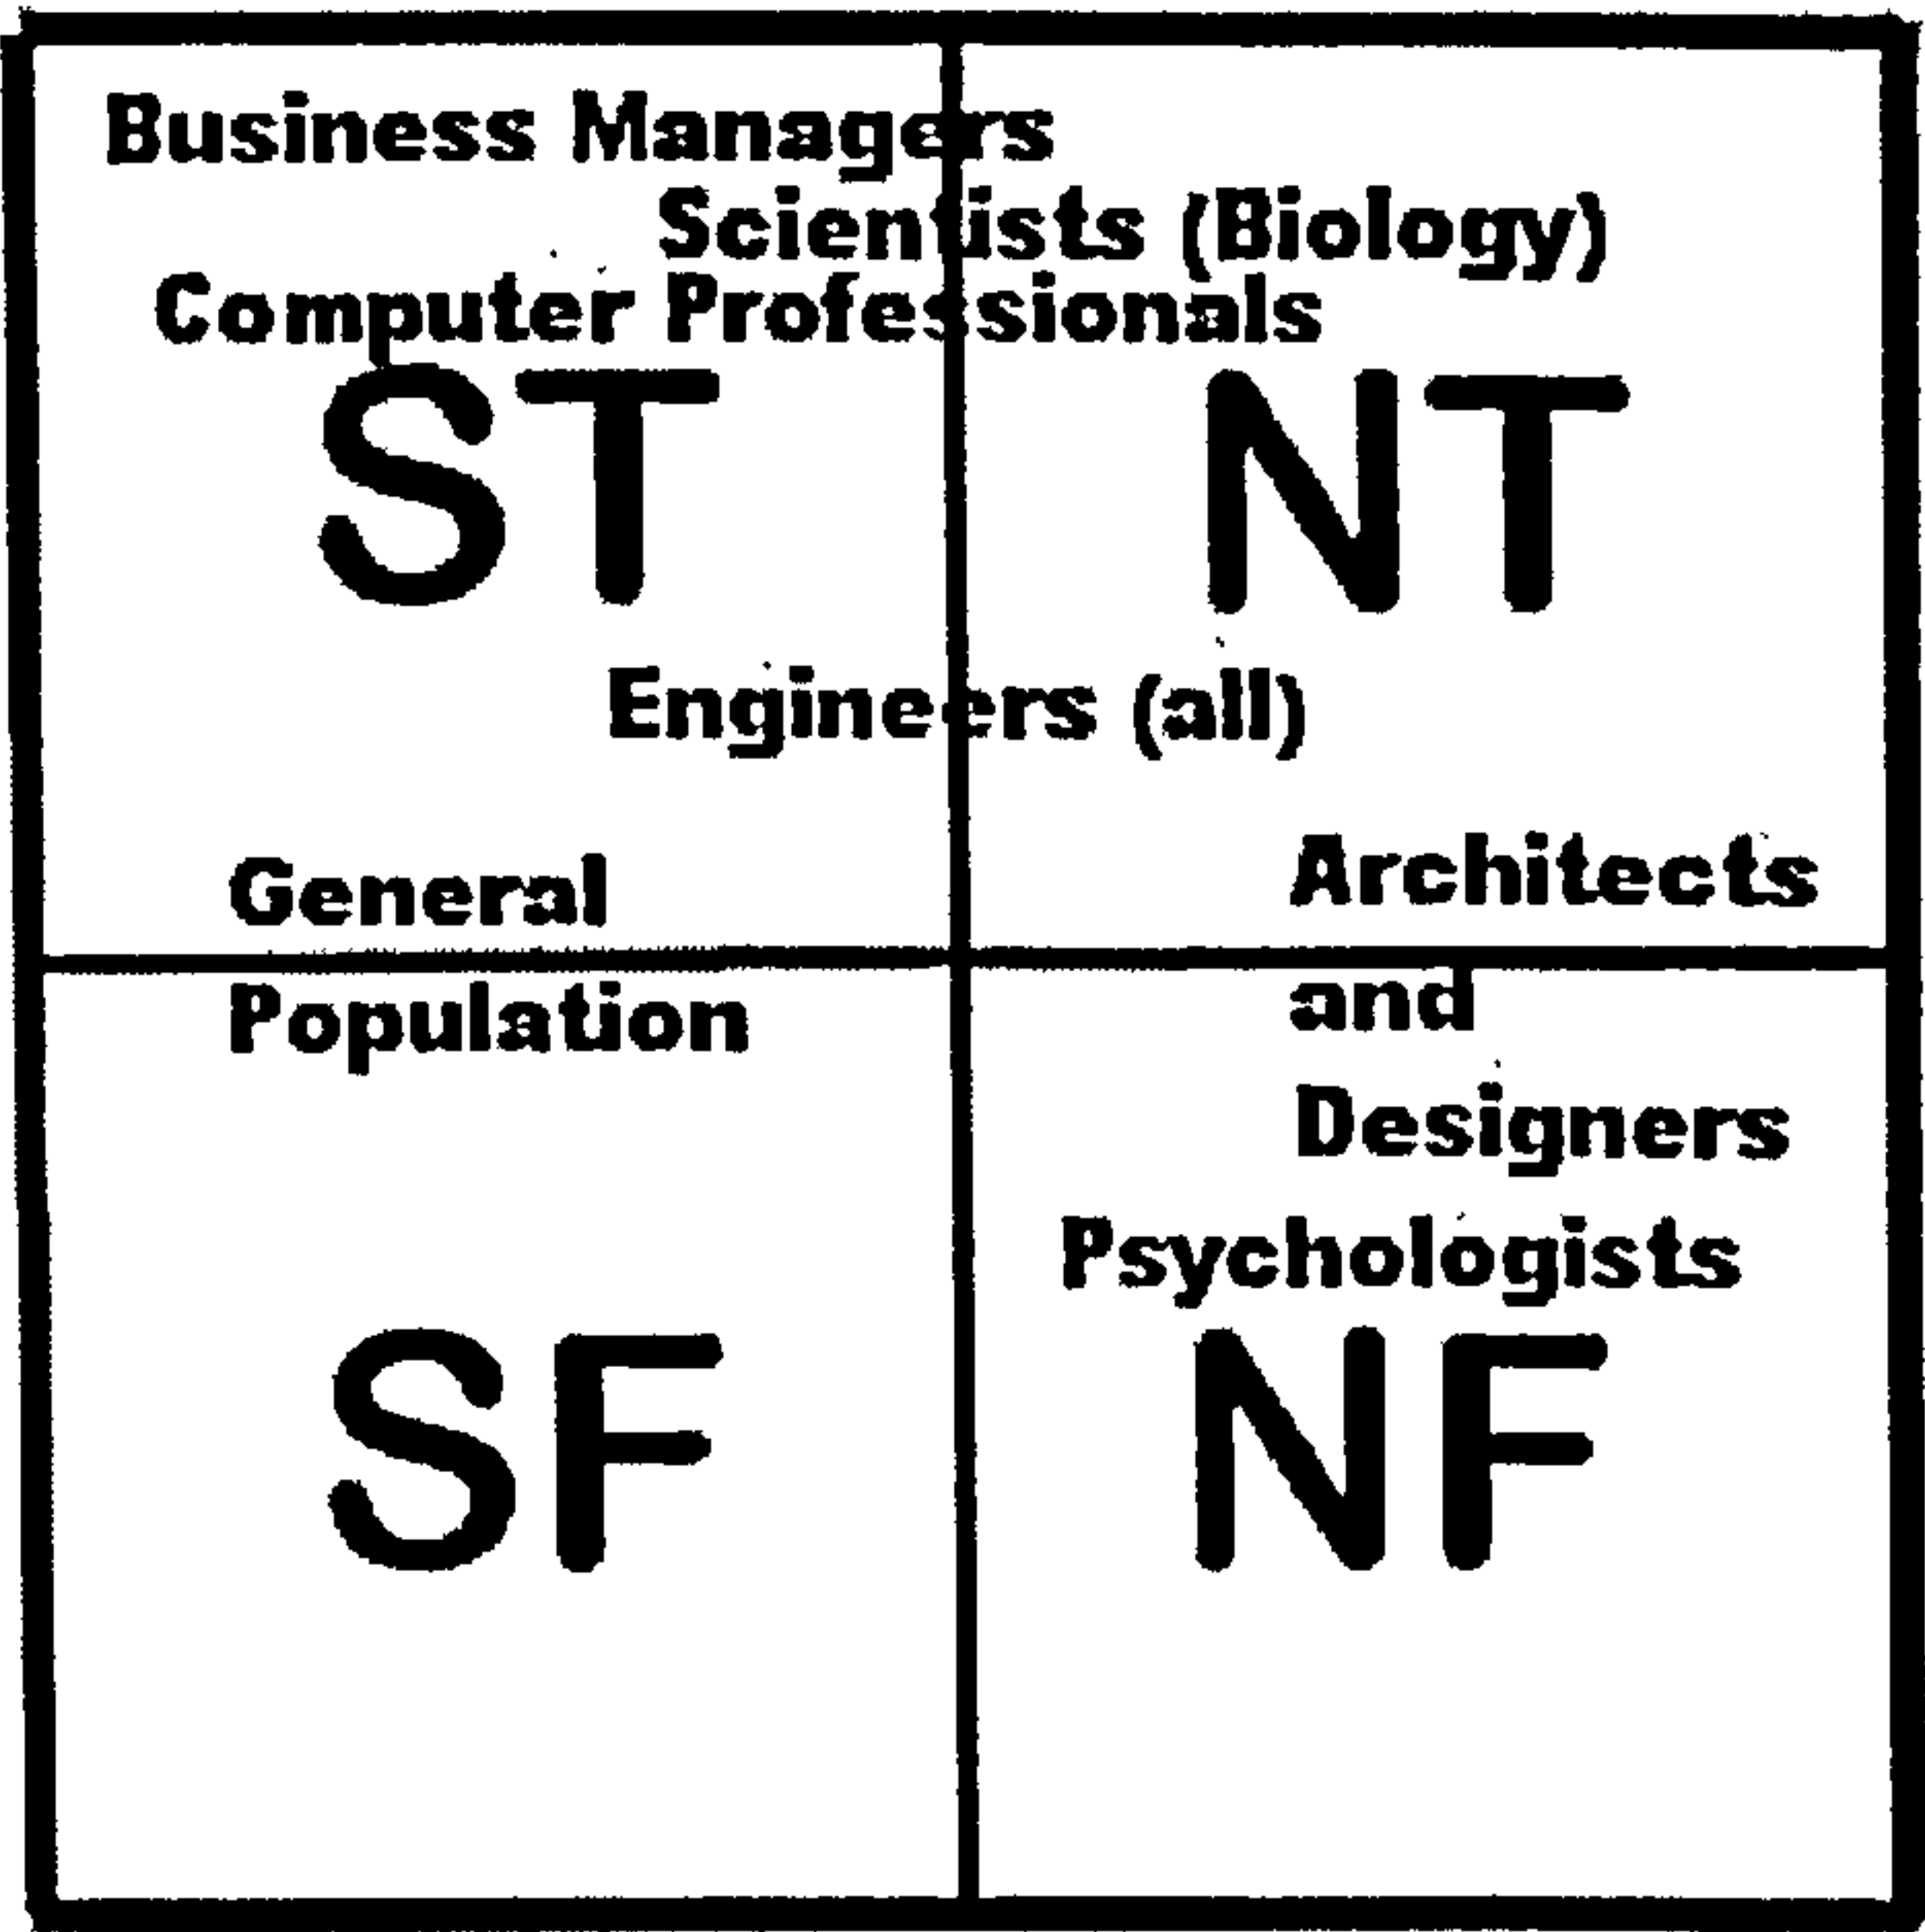 Business Managers
Scientists (Biology)
Computer Professionals
ST NT
Engineers (all)
General Architects
Population and
Designers
Psychologists
SF NF